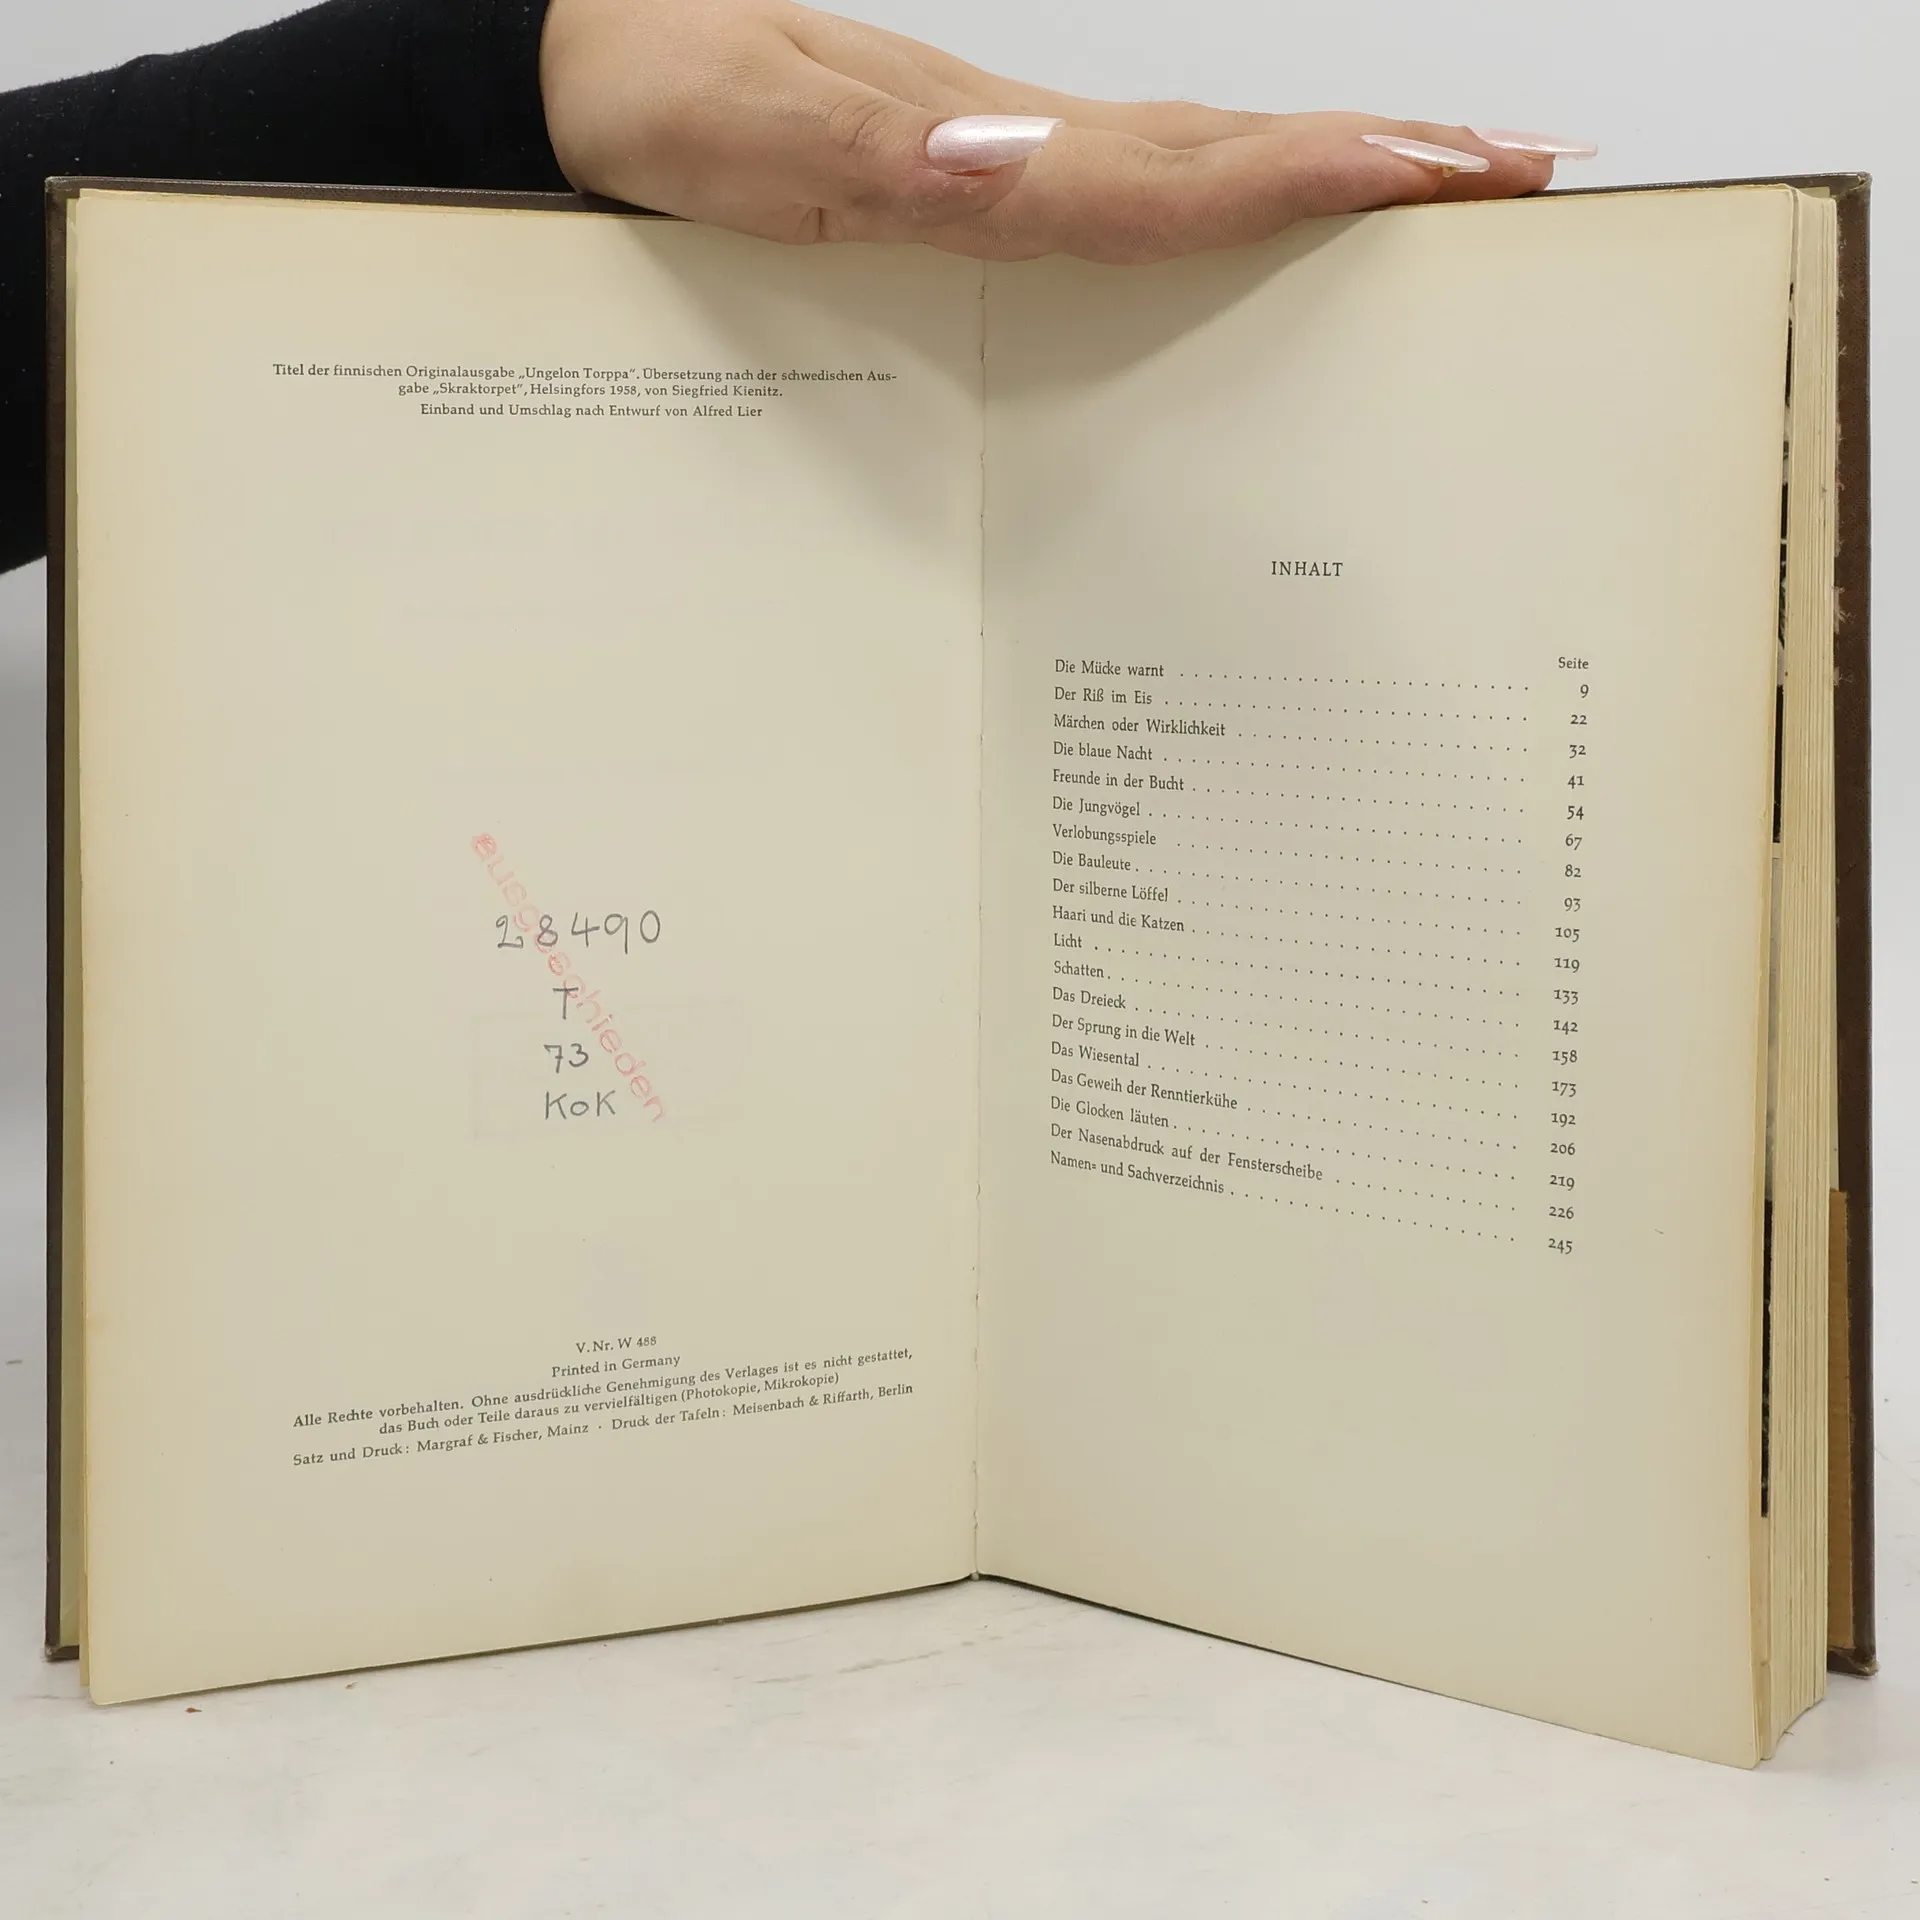 Titel der finnischen Originalausgabe „Ungelon Torppa“. Übersetzung nach der schwedischen Aus-
gabe „Skraktorpet“, Helsingfors 1958, von Siegfried Kienitz.
Einband und Umschlag nach Entwurf von Alfred Lier
ausgeschieden
28490
T
73
KoK
V. Nr. W 488
Printed in Germany
Alle Rechte vorbehalten. Ohne ausdrückliche Genehmigung des Verlages ist es nicht gestattet,
das Buch oder Teile daraus zu vervielfältigen (Photokopie, Mikrokopie)
Satz und Druck: Margraf & Fischer, Mainz · Druck der Tafeln: Meisenbach & Riffarth, Berlin
INHALT
Seite
Die Mücke warnt . . . . . . . . . . . . . . . . . . . . . . . . 9
Der Riß im Eis . . . . . . . . . . . . . . . . . . . . . . . . 22
Märchen oder Wirklichkeit . . . . . . . . . . . . . . . . . . . . 32
Die blaue Nacht . . . . . . . . . . . . . . . . . . . . . . . . 41
Freunde in der Bucht . . . . . . . . . . . . . . . . . . . . . . 54
Die Jungvögel . . . . . . . . . . . . . . . . . . . . . . . . 67
Verlobungsspiele . . . . . . . . . . . . . . . . . . . . . . . . 82
Die Bauleute . . . . . . . . . . . . . . . . . . . . . . . . 93
Der silberne Löffel . . . . . . . . . . . . . . . . . . . . . . . 105
Haari und die Katzen . . . . . . . . . . . . . . . . . . . . . . 119
Licht . . . . . . . . . . . . . . . . . . . . . . . . . . . . 133
Schatten . . . . . . . . . . . . . . . . . . . . . . . . . . . 142
Das Dreieck . . . . . . . . . . . . . . . . . . . . . . . . . 158
Der Sprung in die Welt . . . . . . . . . . . . . . . . . . . . . 173
Das Wiesental . . . . . . . . . . . . . . . . . . . . . . . . 192
Das Geweih der Renntierkühe . . . . . . . . . . . . . . . . . . 206
Die Glocken läuten . . . . . . . . . . . . . . . . . . . . . . . 219
Der Nasenabdruck auf der Fensterscheibe . . . . . . . . . . . . . 226
Namen- und Sachverzeichnis . . . . . . . . . . . . . . . . . . . 245